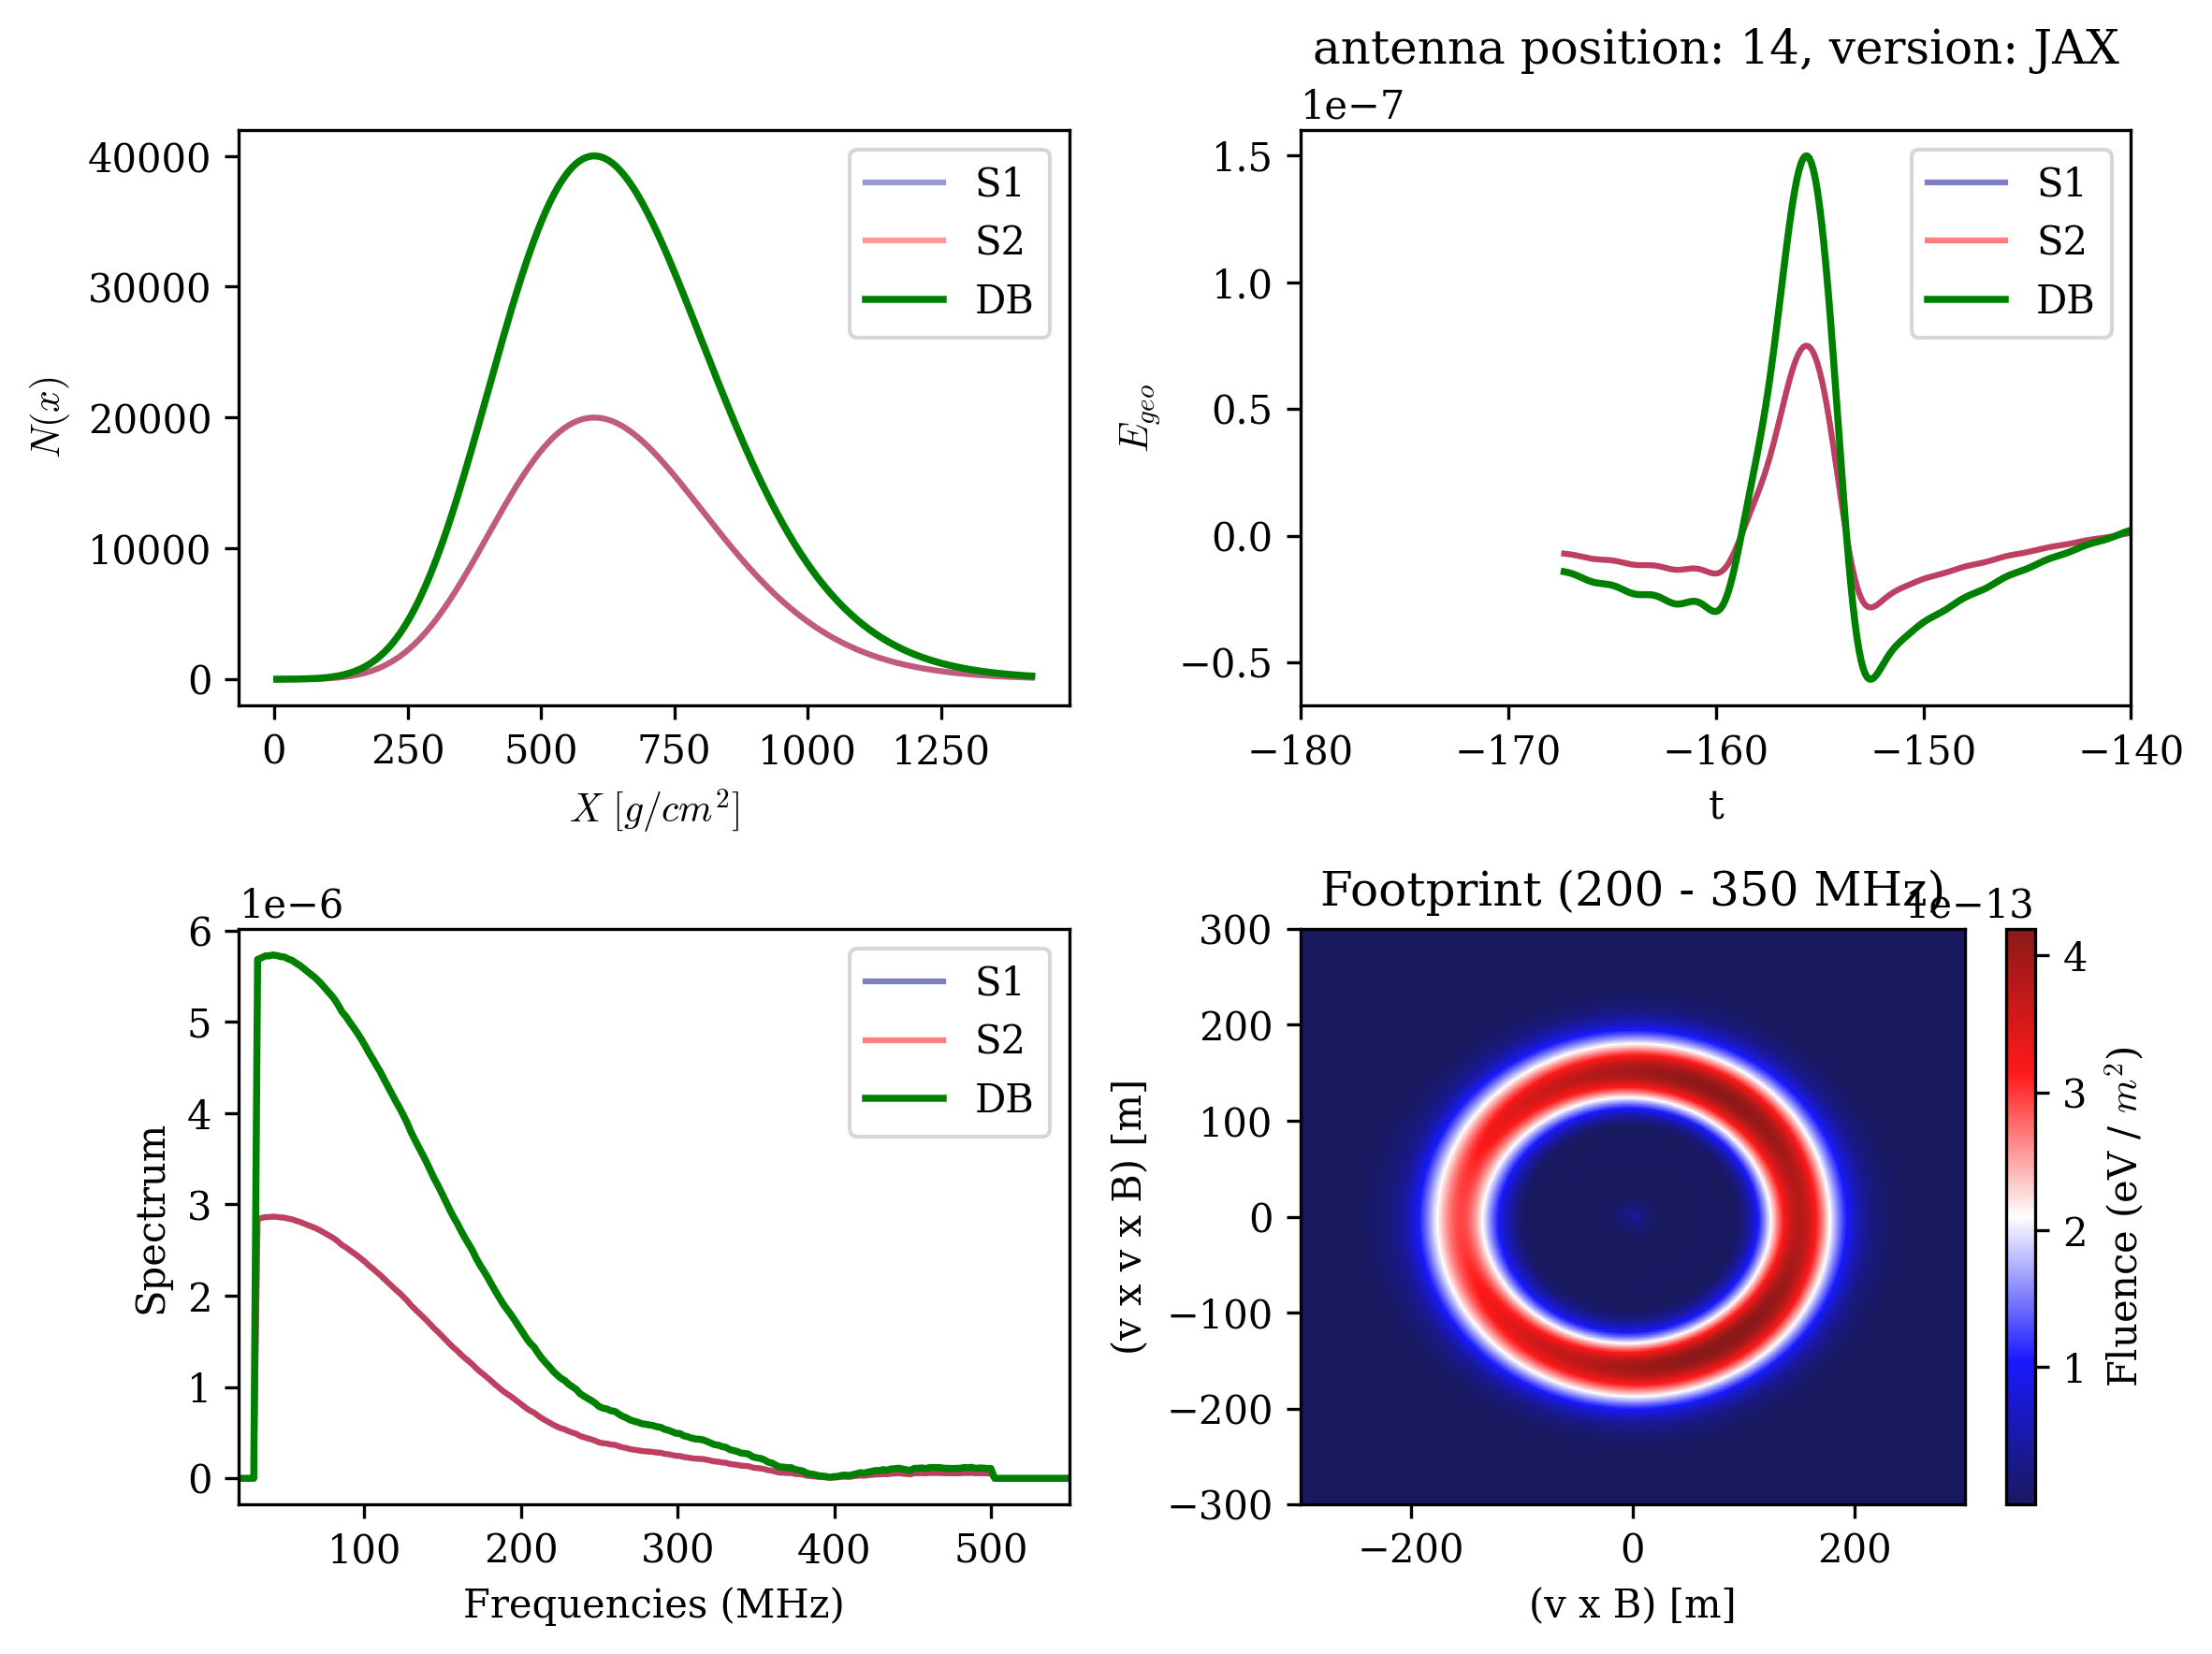 antenna position: 14, version: JAX
1e−7
40000
30000
20000
10000
0
N(x)
S1
S2
DB
0
250
500
750
1000
1250
X [g/cm²]
1.5
1.0
0.5
0.0
−0.5
E_geo
S1
S2
DB
−180
−170
−160
−150
−140
t
1e−6
6
5
4
3
2
1
0
Spectrum
S1
S2
DB
100
200
300
400
500
Frequencies (MHz)
Footprint (200 - 350 MHz)
1e−13
300
200
100
0
−100
−200
−300
(v x v x B) [m]
−200
0
200
(v x B) [m]
4
3
2
1
Fluence (eV / m²)